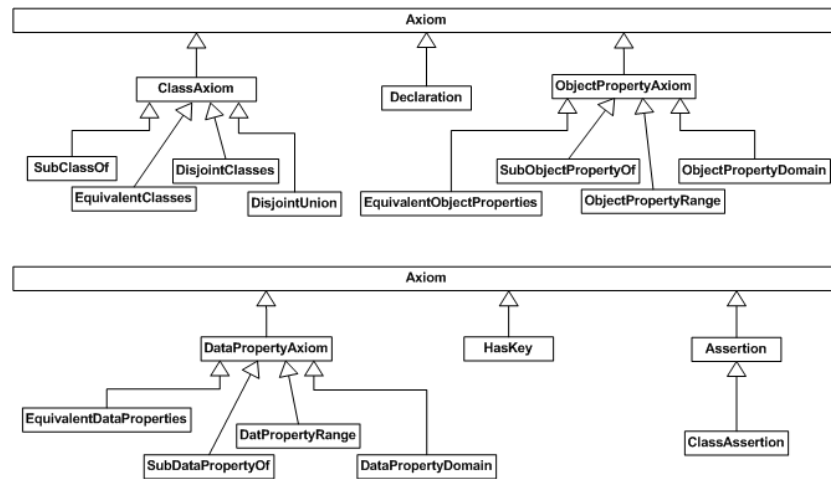 Axiom
ClassAxiom
Declaration
ObjectPropertyAxiom
SubClassOf
DisjointClasses
SubObjectPropertyOf
ObjectPropertyDomain
EquivalentClasses
DisjointUnion
EquivalentObjectProperties
ObjectPropertyRange
Axiom
DataPropertyAxiom
HasKey
Assertion
EquivalentDataProperties
DatPropertyRange
ClassAssertion
SubDataPropertyOf
DataPropertyDomain